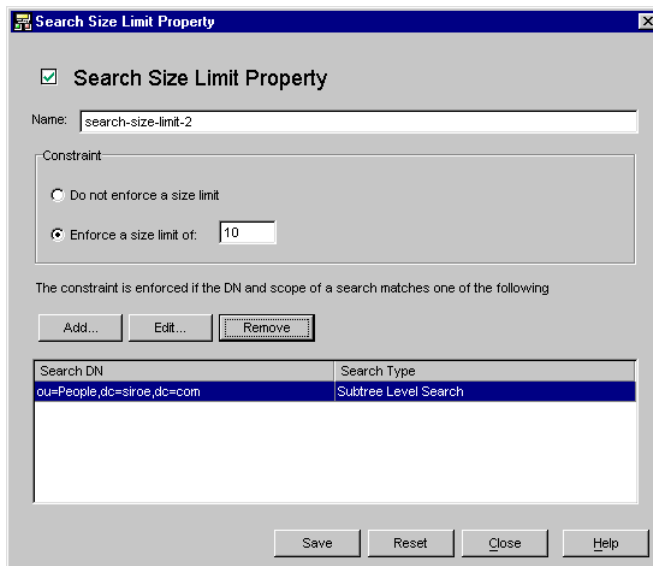 Search Size Limit Property
Search Size Limit Property
Name: search-size-limit-2
Constraint
Do not enforce a size limit
Enforce a size limit of: 10
The constraint is enforced if the DN and scope of a search matches one of the following
Add... Edit... Remove
Search DN Search Type
ou=People,dc=siroe,dc=com Subtree Level Search
Save Reset Close Help